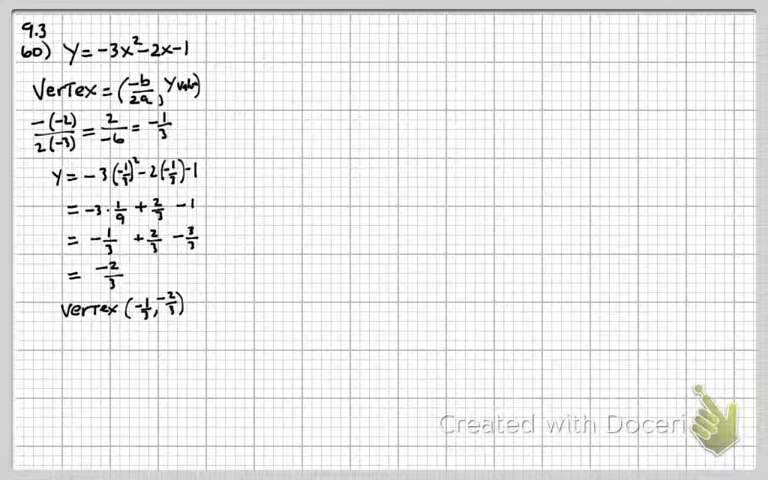 9.3
60) y = -3x² - 2x - 1
Vertex = (-b/2a, y value)
-(-2)/2(-3) = 2/-6 = -1/3
y = -3(-1/3)² - 2(-1/3) - 1
= -3 · 1/9 + 2/3 - 1
= -1/3 + 2/3 - 3/3
= -2/3
Vertex (-1/3, -2/3)
Created with Doceri